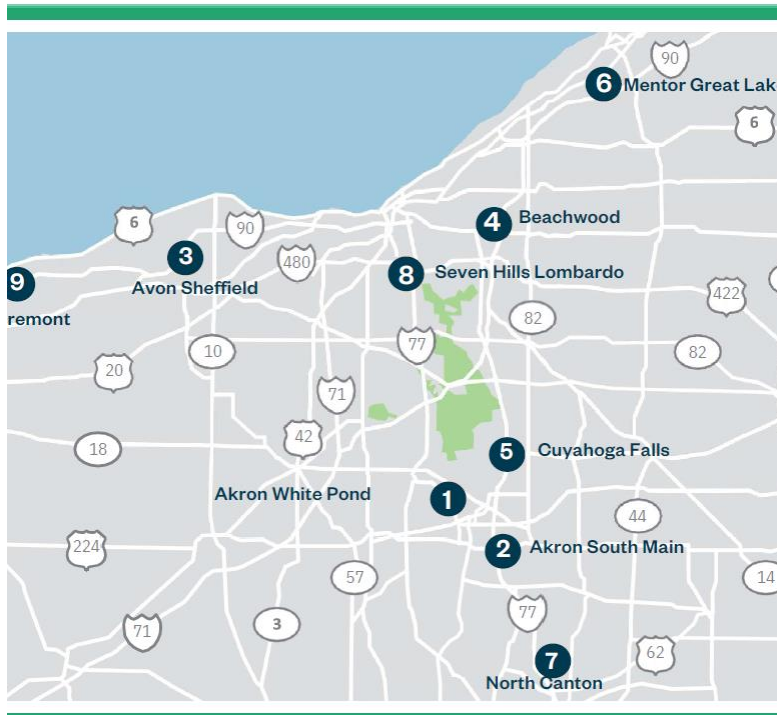 90
6 Mentor Great Lak
6
6
90
4 Beachwood
3
Avon Sheffield
480
9
remont
8 Seven Hills Lombardo
422
82
77
10
82
20
71
42
18
5 Cuyahoga Falls
Akron White Pond
1
44
224
2 Akron South Main
57
14
3
77
71
62
7
North Canton